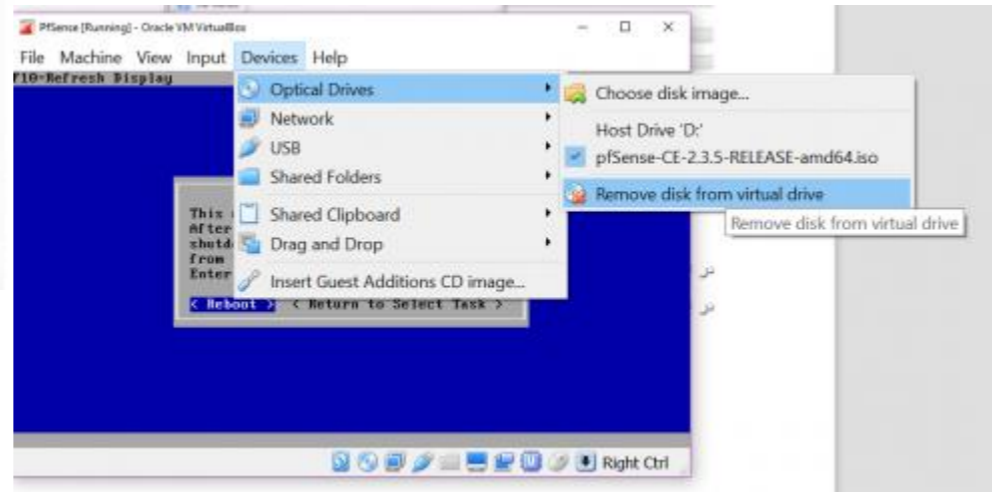 PfSense [Running] - Oracle VM VirtualBox
File Machine View Input Devices Help
F10=Refresh Display
Optical Drives
Network
USB
Shared Folders
Shared Clipboard
Drag and Drop
Insert Guest Additions CD image...
Choose disk image...
Host Drive 'D:'
pfSense-CE-2.3.5-RELEASE-amd64.iso
Remove disk from virtual drive
Remove disk from virtual drive
This
After
shutd
from
Enter
< Reboot > < Return to Select Task >
Right Ctrl